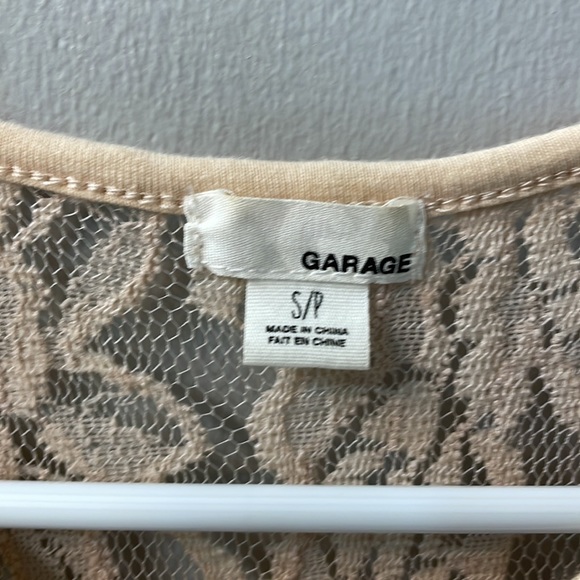 GARAGE
S/P
MADE IN CHINA
FAIT EN CHINE